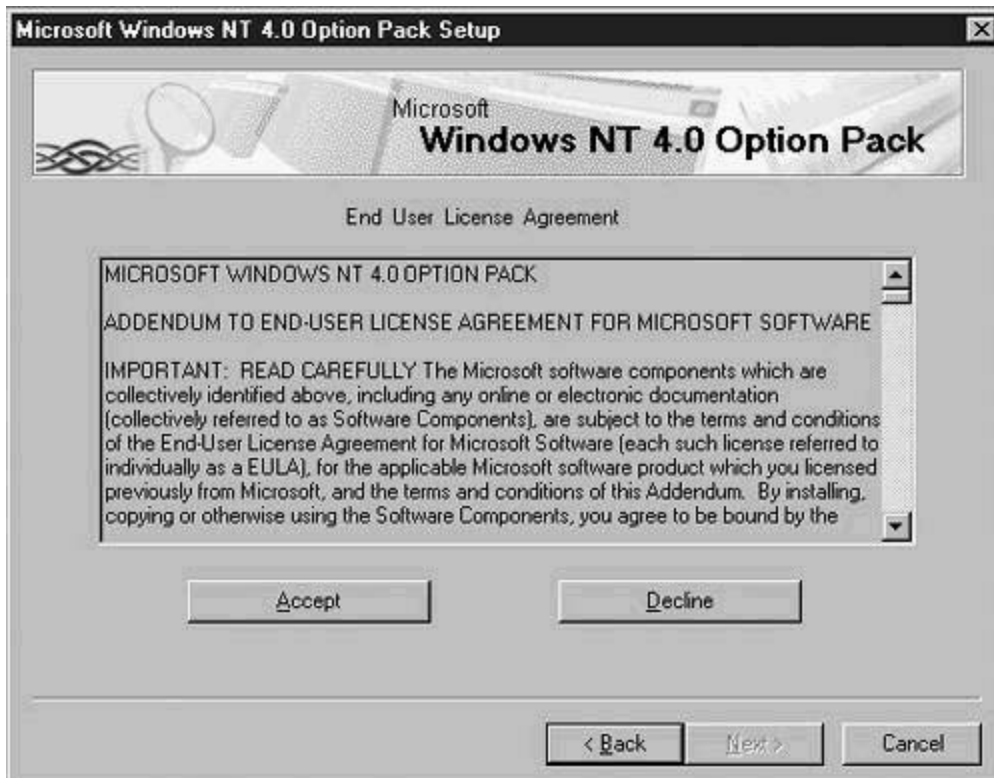 Microsoft Windows NT 4.0 Option Pack Setup
Microsoft
Windows NT 4.0 Option Pack
End User License Agreement
MICROSOFT WINDOWS NT 4.0 OPTION PACK
ADDENDUM TO END-USER LICENSE AGREEMENT FOR MICROSOFT SOFTWARE
IMPORTANT: READ CAREFULLY The Microsoft software components which are
collectively identified above, including any online or electronic documentation
(collectively referred to as Software Components), are subject to the terms and conditions
of the End-User License Agreement for Microsoft Software (each such license referred to
individually as a EULA), for the applicable Microsoft software product which you licensed
previously from Microsoft, and the terms and conditions of this Addendum. By installing,
copying or otherwise using the Software Components, you agree to be bound by the
Accept
Decline
< Back
Next >
Cancel